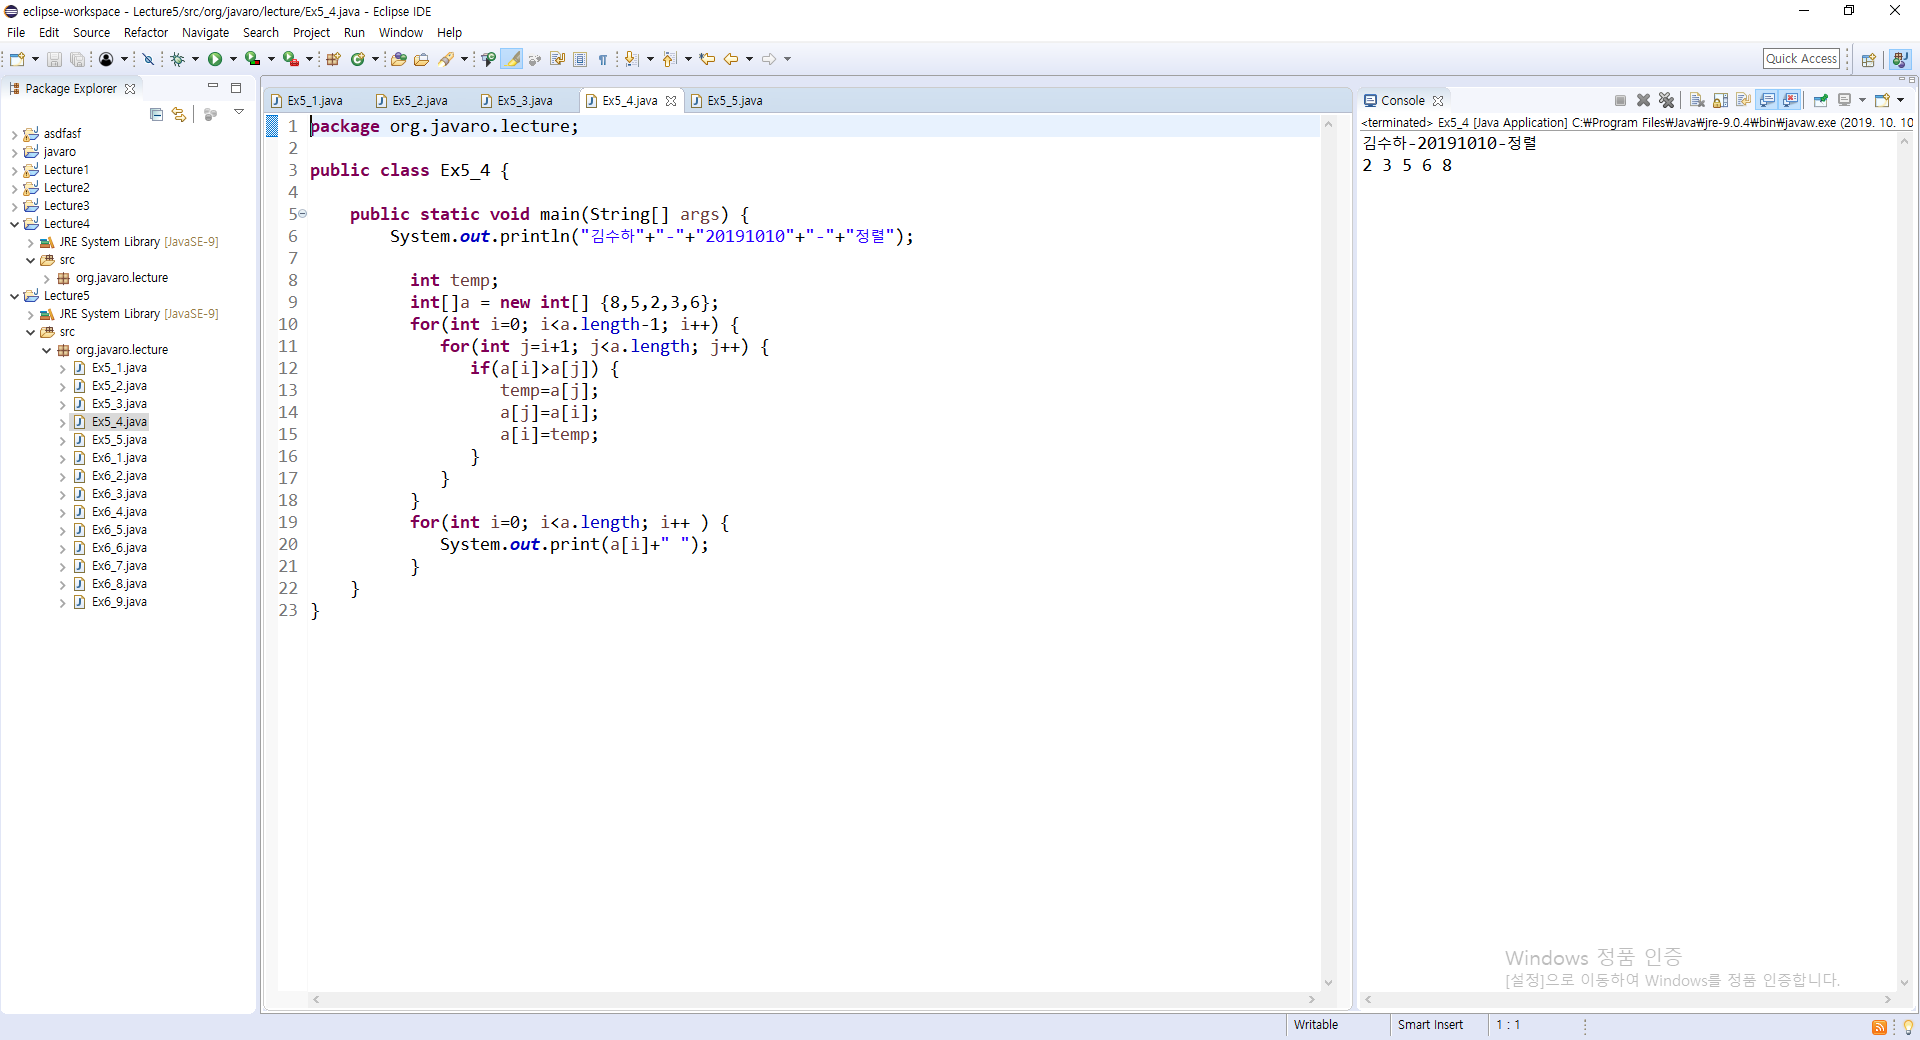 eclipse-workspace - Lecture5/src/org/javaro/lecture/Ex5_4.java - Eclipse IDE
File Edit Source Refactor Navigate Search Project Run Window Help
Quick Access
Package Explorer
asdfasf
javaro
Lecture1
Lecture2
Lecture3
Lecture4
JRE System Library [JavaSE-9]
src
org.javaro.lecture
Lecture5
JRE System Library [JavaSE-9]
src
org.javaro.lecture
Ex5_1.java
Ex5_2.java
Ex5_3.java
Ex5_4.java
Ex5_5.java
Ex6_1.java
Ex6_2.java
Ex6_3.java
Ex6_4.java
Ex6_5.java
Ex6_6.java
Ex6_7.java
Ex6_8.java
Ex6_9.java
Ex5_1.java Ex5_2.java Ex5_3.java Ex5_4.java Ex5_5.java
1 package org.javaro.lecture;
2
3 public class Ex5_4 {
4
5 public static void main(String[] args) {
6 System.out.println("김수하"+"-"+"20191010"+"-"+"정렬");
7
8 int temp;
9 int[]a = new int[] {8,5,2,3,6};
10 for(int i=0; i<a.length-1; i++) {
11 for(int j=i+1; j<a.length; j++) {
12 if(a[i]>a[j]) {
13 temp=a[j];
14 a[j]=a[i];
15 a[i]=temp;
16 }
17 }
18 }
19 for(int i=0; i<a.length; i++ ) {
20 System.out.print(a[i]+" ");
21 }
22 }
23 }
Console
<terminated> Ex5_4 [Java Application] C:₩Program Files₩Java₩jre-9.0.4₩bin₩javaw.exe (2019. 10. 10
김수하-20191010-정렬
2 3 5 6 8
Windows 정품 인증
[설정]으로 이동하여 Windows를 정품 인증합니다.
Writable Smart Insert 1 : 1